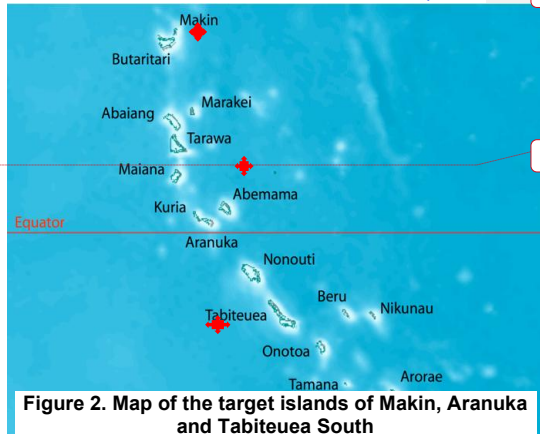 Makin
Butaritari
Abaiang
Marakei
Tarawa
Maiana
Kuria
Abemama
Equator
Aranuka
Nonouti
Tabiteuea
Beru
Nikunau
Onotoa
Tamana
Arorae
Figure 2. Map of the target islands of Makin, Aranuka
and Tabiteuea South